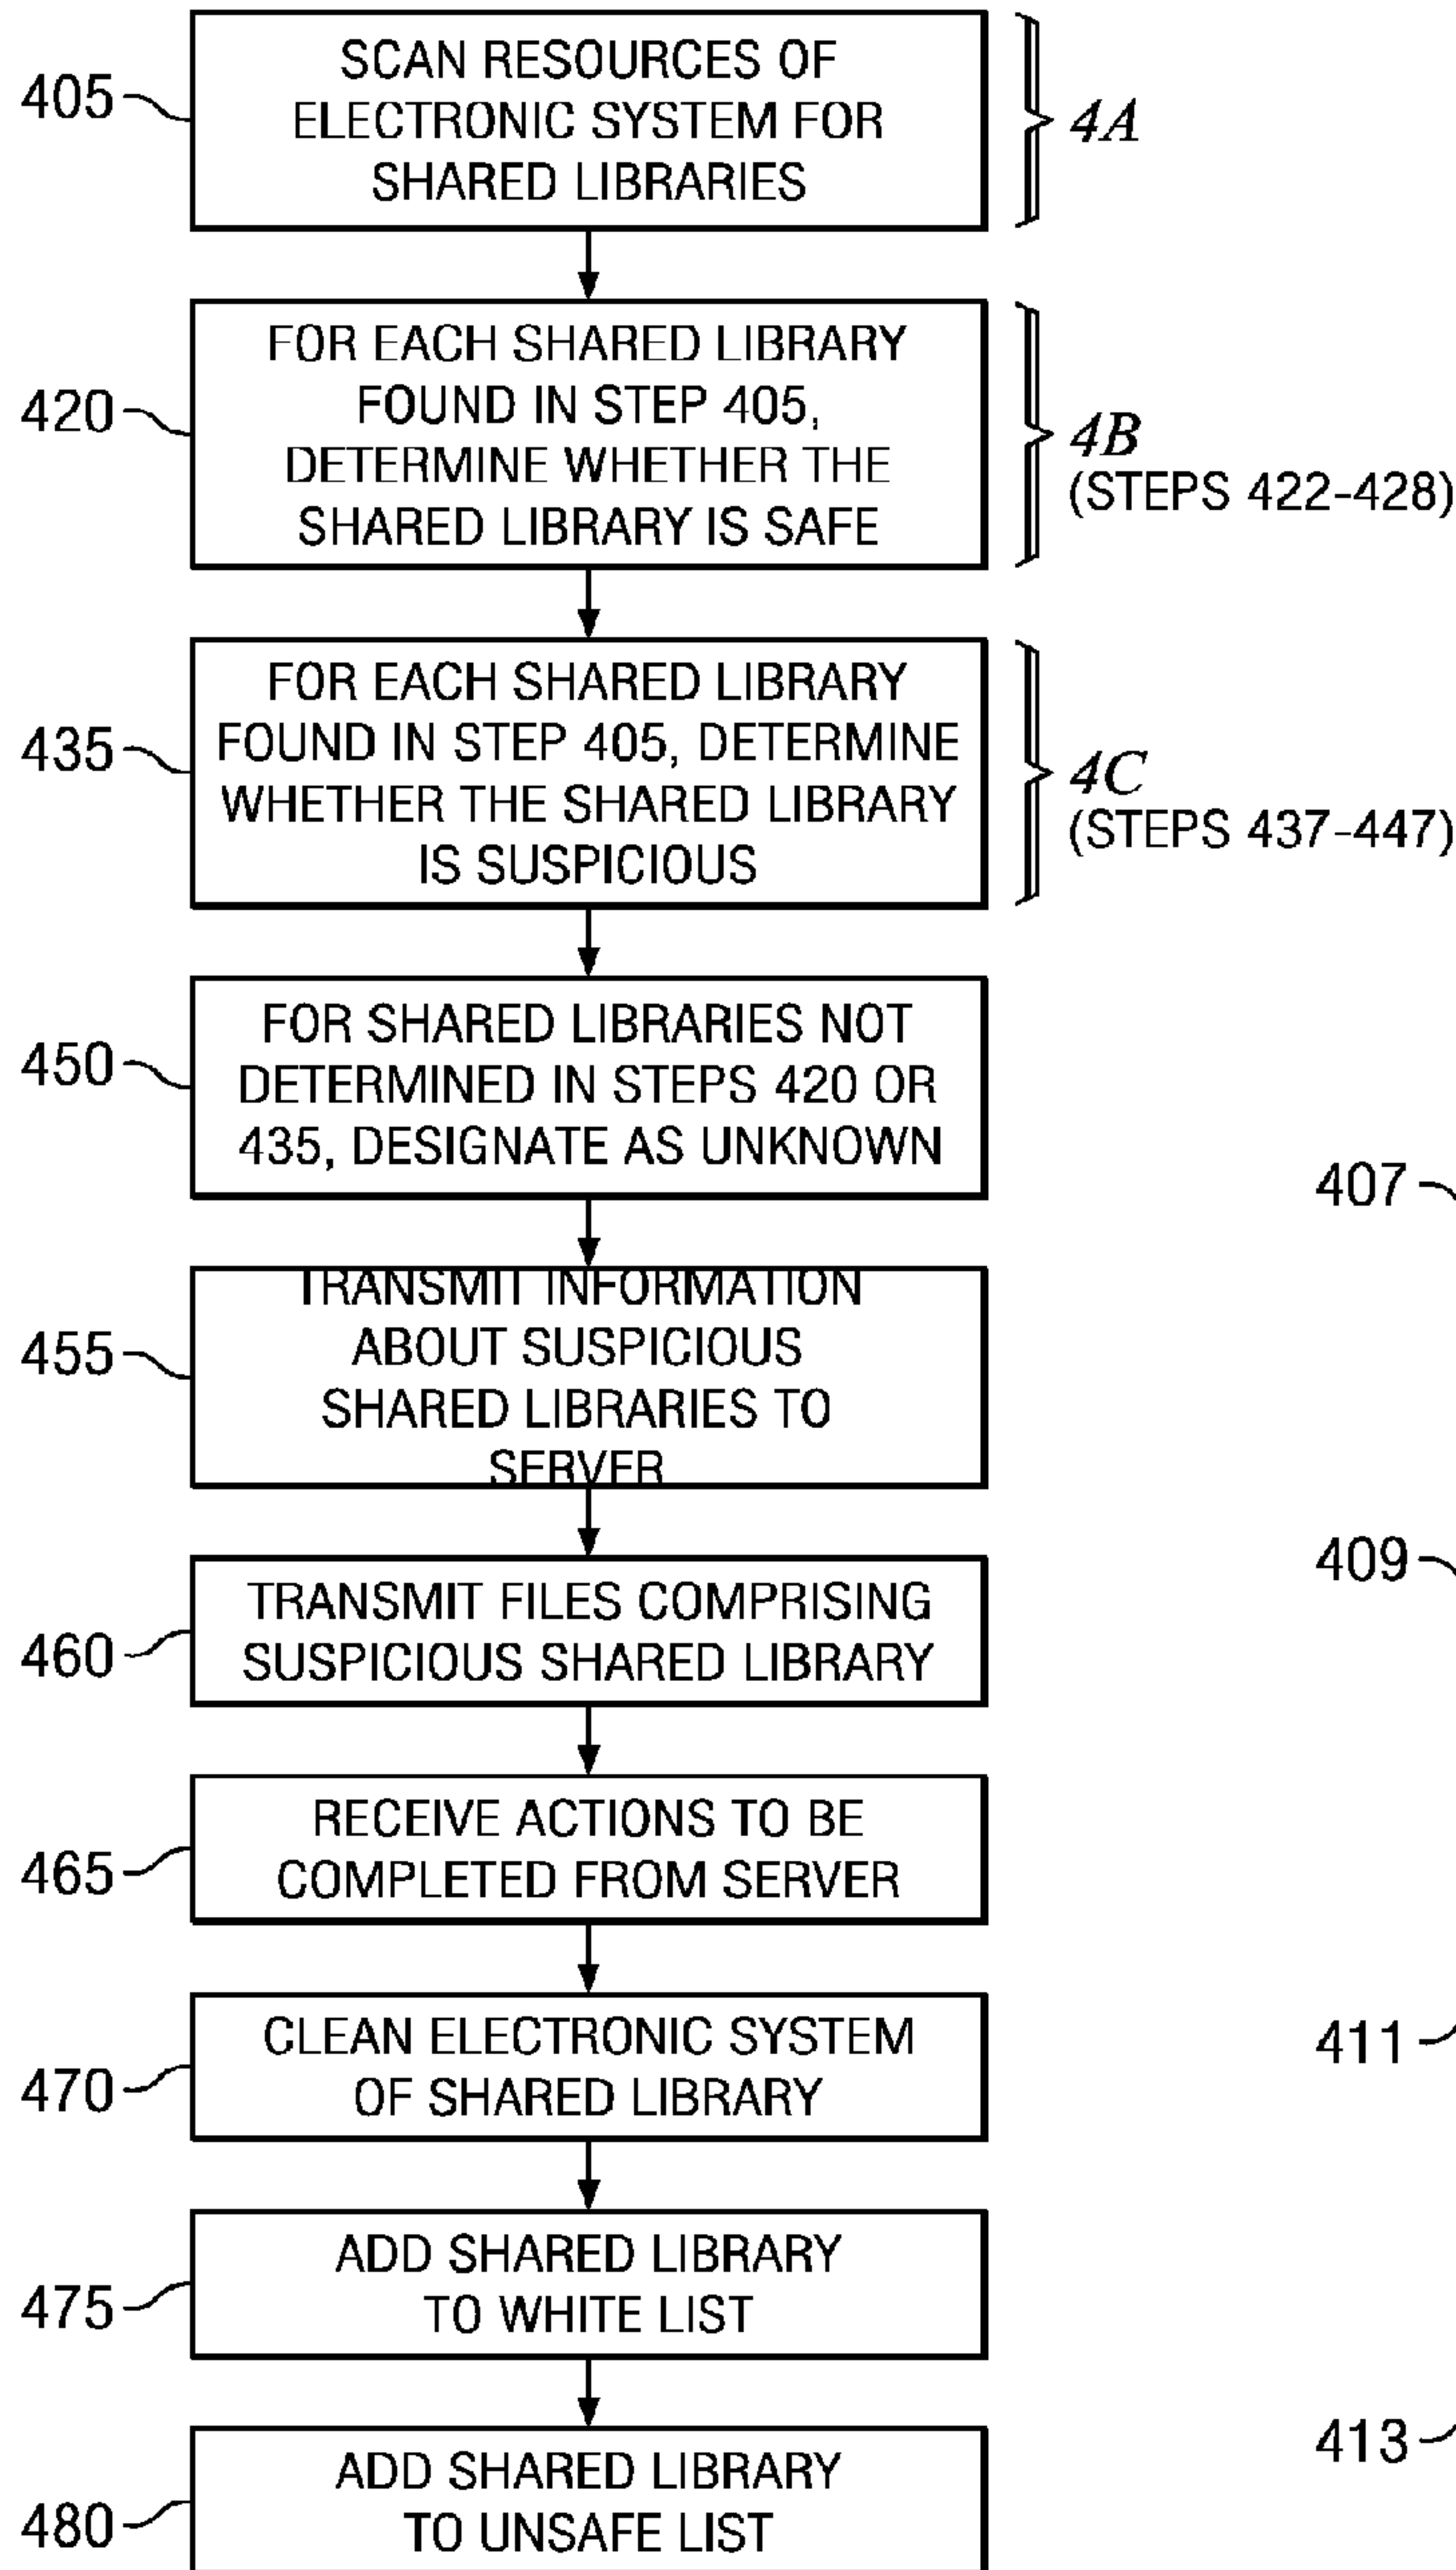 405
SCAN RESOURCES OF
ELECTRONIC SYSTEM FOR
SHARED LIBRARIES
4A
420
FOR EACH SHARED LIBRARY
FOUND IN STEP 405,
DETERMINE WHETHER THE
SHARED LIBRARY IS SAFE
4B
(STEPS 422-428)
435
FOR EACH SHARED LIBRARY
FOUND IN STEP 405, DETERMINE
WHETHER THE SHARED LIBRARY
IS SUSPICIOUS
4C
(STEPS 437-447)
450
FOR SHARED LIBRARIES NOT
DETERMINED IN STEPS 420 OR
435, DESIGNATE AS UNKNOWN
455
TRANSMIT INFORMATION
ABOUT SUSPICIOUS
SHARED LIBRARIES TO
SERVER
460
TRANSMIT FILES COMPRISING
SUSPICIOUS SHARED LIBRARY
465
RECEIVE ACTIONS TO BE
COMPLETED FROM SERVER
470
CLEAN ELECTRONIC SYSTEM
OF SHARED LIBRARY
475
ADD SHARED LIBRARY
TO WHITE LIST
480
ADD SHARED LIBRARY
TO UNSAFE LIST
407
409
411
413